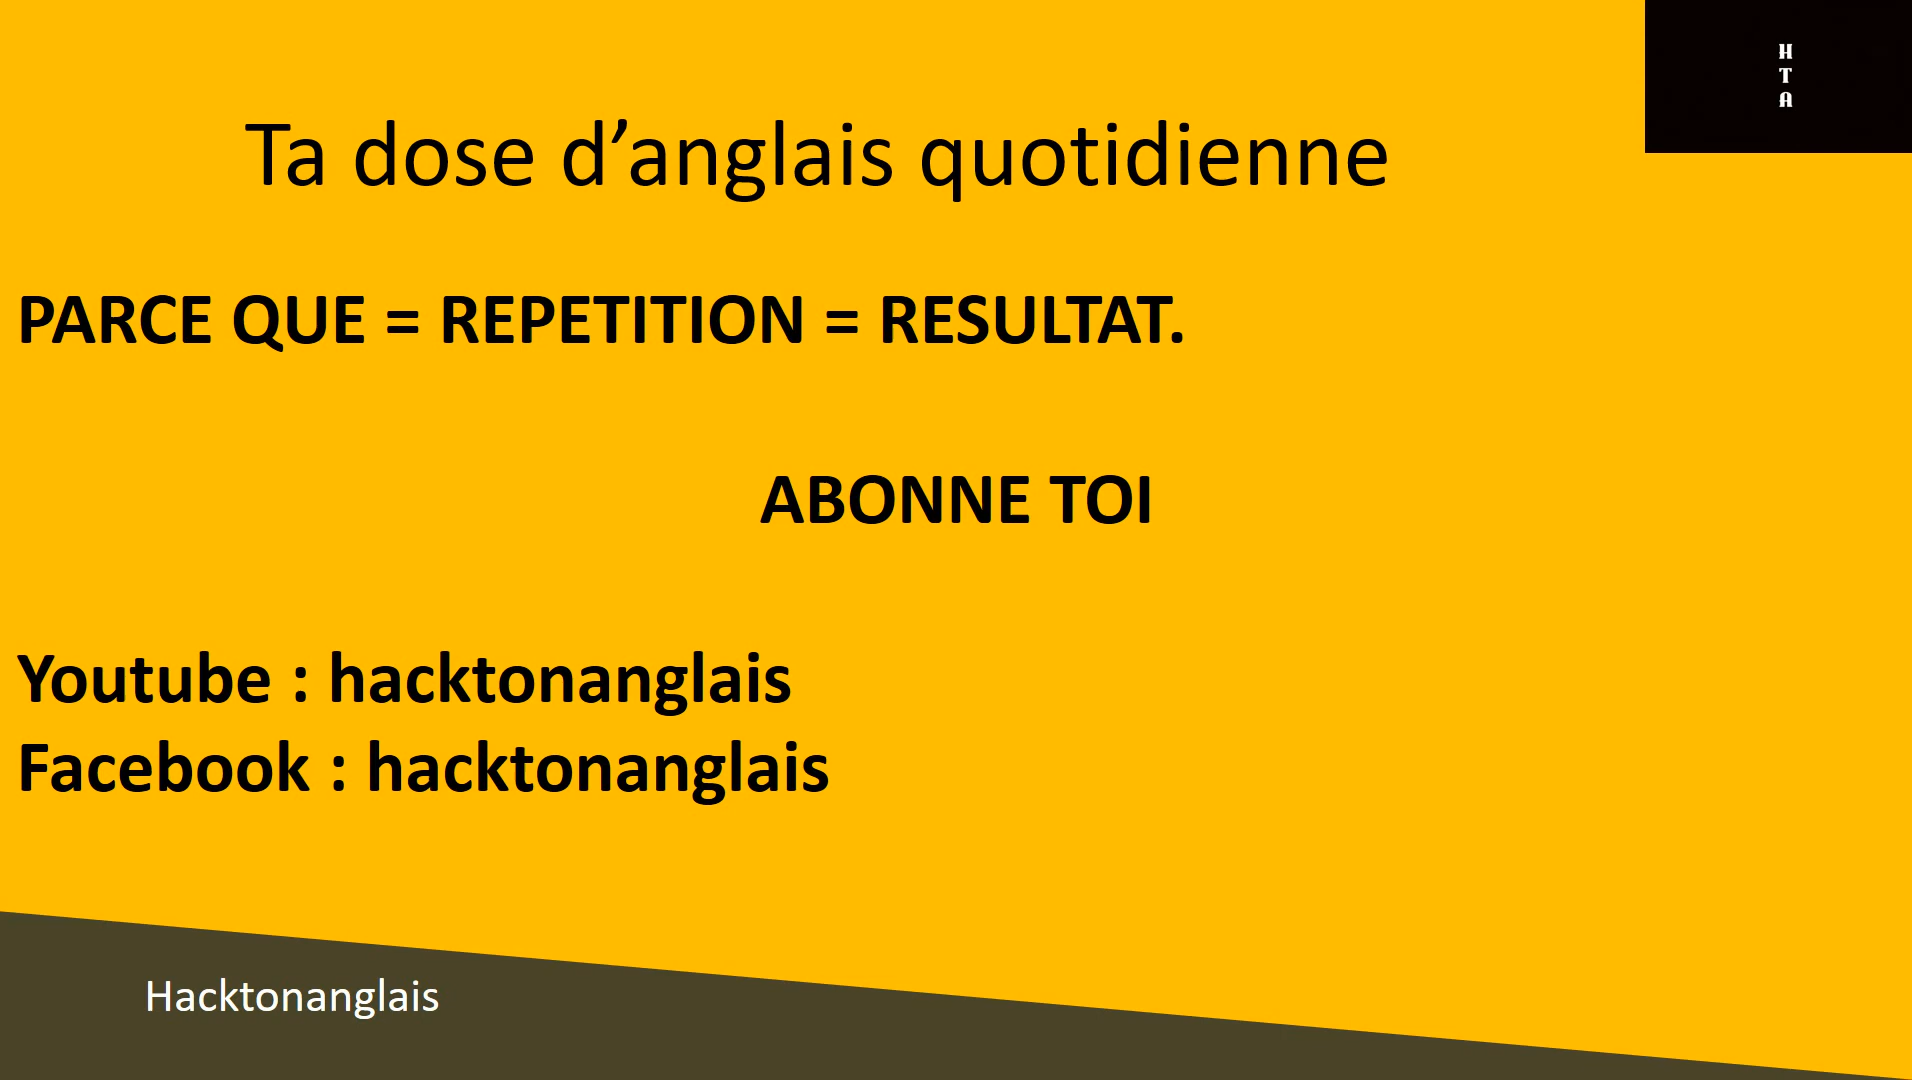 H
T
A
Ta dose d’anglais quotidienne
PARCE QUE = REPETITION = RESULTAT.
ABONNE TOI
Youtube : hacktonanglais
Facebook : hacktonanglais
Hacktonanglais